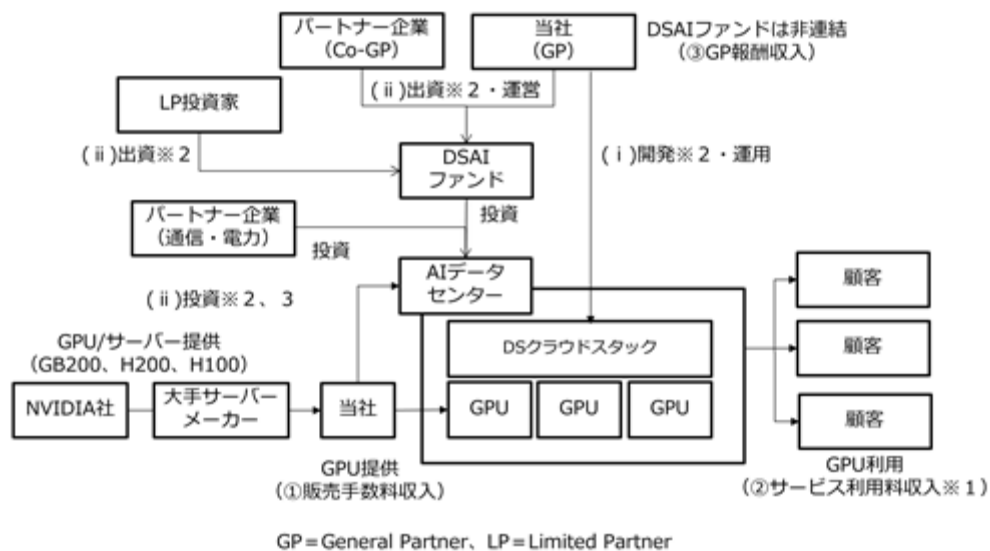 パートナー企業
（Co-GP）
当社
（GP）
DSAIファンドは非連結
（③GP報酬収入）
(ⅱ)出資※２・運営
LP投資家
(ⅱ)出資※２
DSAI
ファンド
(ⅰ)開発※２・運用
投資
パートナー企業
（通信・電力）
投資
AIデータ
センター
(ⅱ)投資※２、３
顧客
GPU/サーバー提供
（GB200、H200、H100）
DSクラウドスタック
顧客
NVIDIA社
大手サーバー
メーカー
当社
GPU
GPU
GPU
顧客
GPU提供
（①販売手数料収入）
GPU利用
（②サービス利用料収入※１）
GP＝General Partner、LP＝Limited Partner